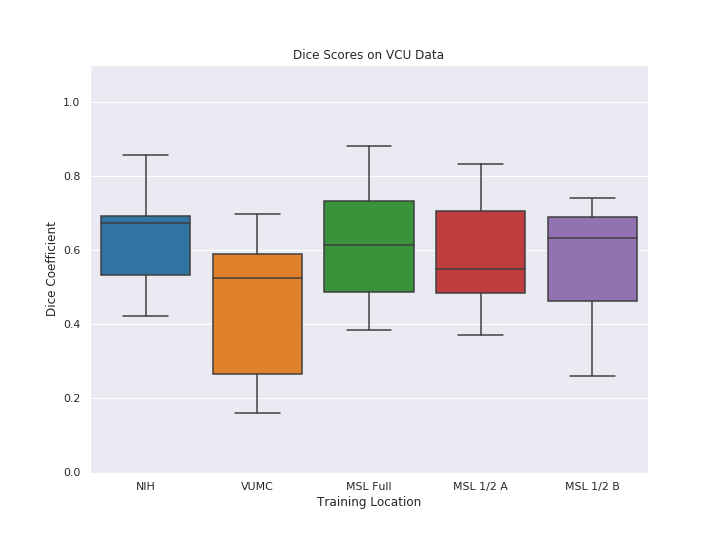 Dice Scores on VCU Data
1.0
0.8
0.6
0.4
0.2
0.0
Dice Coefficient
NIH VUMC MSL Full MSL 1/2 A MSL 1/2 B
Training Location